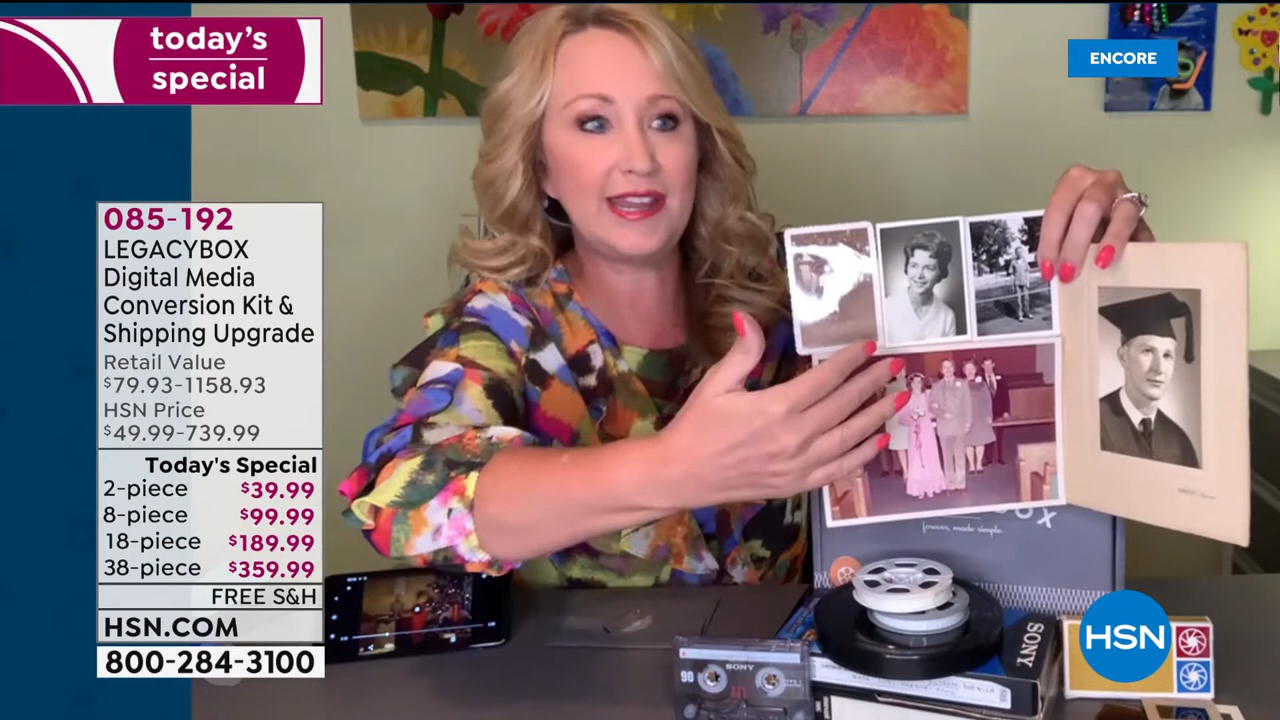 today's
special
ENCORE
085-192
LEGACYBOX
Digital Media
Conversion Kit &
Shipping Upgrade
Retail Value
$79.93-1158.93
HSN Price
$49.99-739.99
Today's Special
2-piece $39.99
8-piece $99.99
18-piece $189.99
38-piece $359.99
FREE S&H
HSN.COM
800-284-3100
OX
forever, made simple.
SONY
90
SONY
HSN